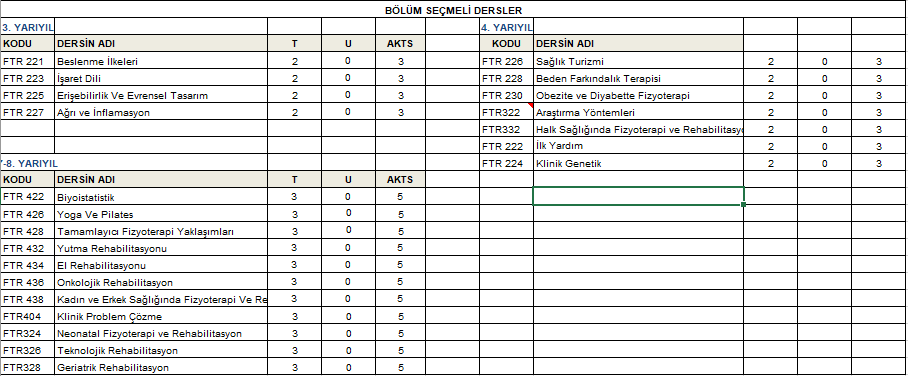 BÖLÜM SEÇMELİ DERSLER
3. YARIYIL 4. YARIYIL
KODU DERSİN ADI T U AKTS KODU DERSİN ADI
FTR 221 Beslenme İlkeleri 2 0 3 FTR 226 Sağlık Turizmi 2 0 3
FTR 223 İşaret Dili 2 0 3 FTR 228 Beden Farkındalık Terapisi 2 0 3
FTR 225 Erişebilirlik Ve Evrensel Tasarım 2 0 3 FTR 230 Obezite ve Diyabette Fizyoterapi 2 0 3
FTR 227 Ağrı ve İnflamasyon 2 0 3 FTR322 Araştırma Yöntemleri 2 0 3
FTR332 Halk Sağlığında Fizyoterapi ve Rehabilitasy 2 0 3
FTR 222 İlk Yardım 2 0 3
7-8. YARIYIL FTR 224 Klinik Genetik 2 0 3
KODU DERSİN ADI T U AKTS
FTR 422 Biyoistatistik 3 0 5
FTR 426 Yoga Ve Pilates 3 0 5
FTR 428 Tamamlayıcı Fizyoterapi Yaklaşımları 3 0 5
FTR 432 Yutma Rehabilitasyonu 3 0 5
FTR 434 El Rehabilitasyonu 3 0 5
FTR 436 Onkolojik Rehabilitasyon 3 0 5
FTR 438 Kadın ve Erkek Sağlığında Fizyoterapi Ve Re 3 0 5
FTR404 Klinik Problem Çözme 3 0 5
FTR324 Neonatal Fizyoterapi ve Rehabilitasyon 3 0 5
FTR326 Teknolojik Rehabilitasyon 3 0 5
FTR328 Geriatrik Rehabilitasyon 3 0 5